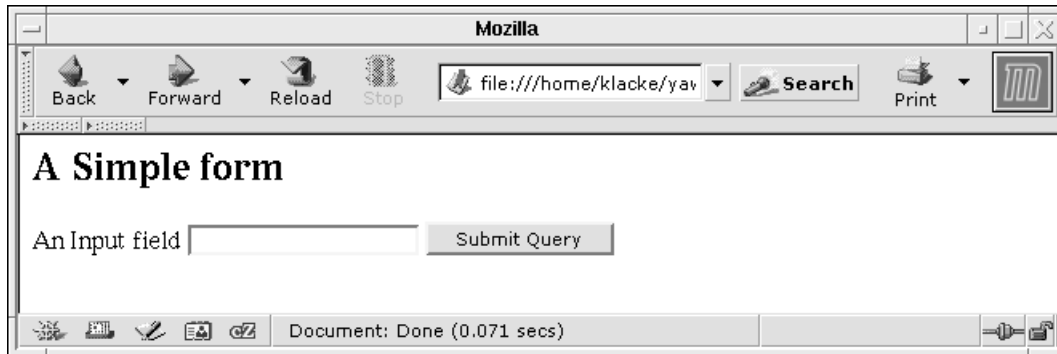 Mozilla
Back Forward Reload Stop file:///home/klacke/yav Search Print
A Simple form
An Input field Submit Query
Document: Done (0.071 secs)